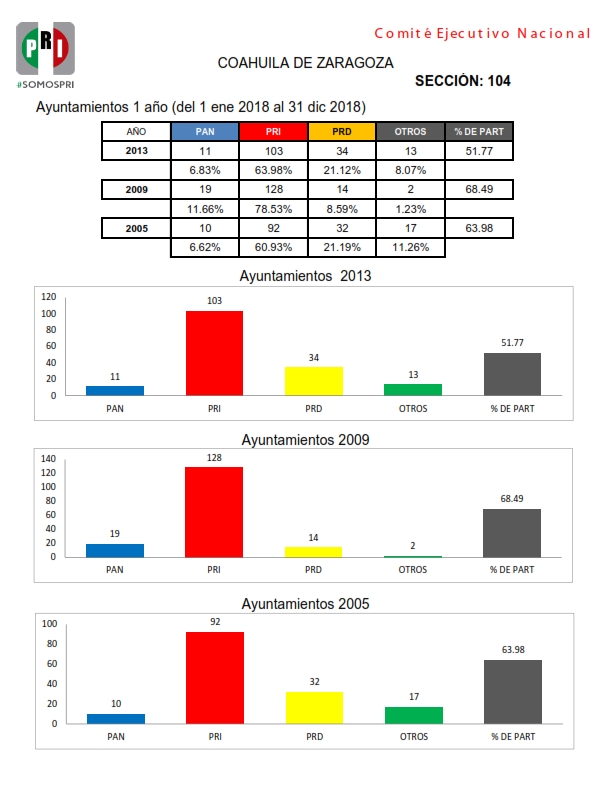 Comité Ejecutivo Nacional
PRI
#SOMOSPRI
COAHUILA DE ZARAGOZA
SECCIÓN: 104
Ayuntamientos 1 año (del 1 ene 2018 al 31 dic 2018)
AÑO PAN PRI PRD OTROS % DE PART
2013 11 103 34 13 51.77
6.83% 63.98% 21.12% 8.07%
2009 19 128 14 2 68.49
11.66% 78.53% 8.59% 1.23%
2005 10 92 32 17 63.98
6.62% 60.93% 21.19% 11.26%
Ayuntamientos 2013
120
100
80
60
40
20
0
11 103 34 13 51.77
PAN PRI PRD OTROS % DE PART
Ayuntamientos 2009
140
120
100
80
60
40
20
0
19 128 14 2 68.49
PAN PRI PRD OTROS % DE PART
Ayuntamientos 2005
100
80
60
40
20
0
10 92 32 17 63.98
PAN PRI PRD OTROS % DE PART